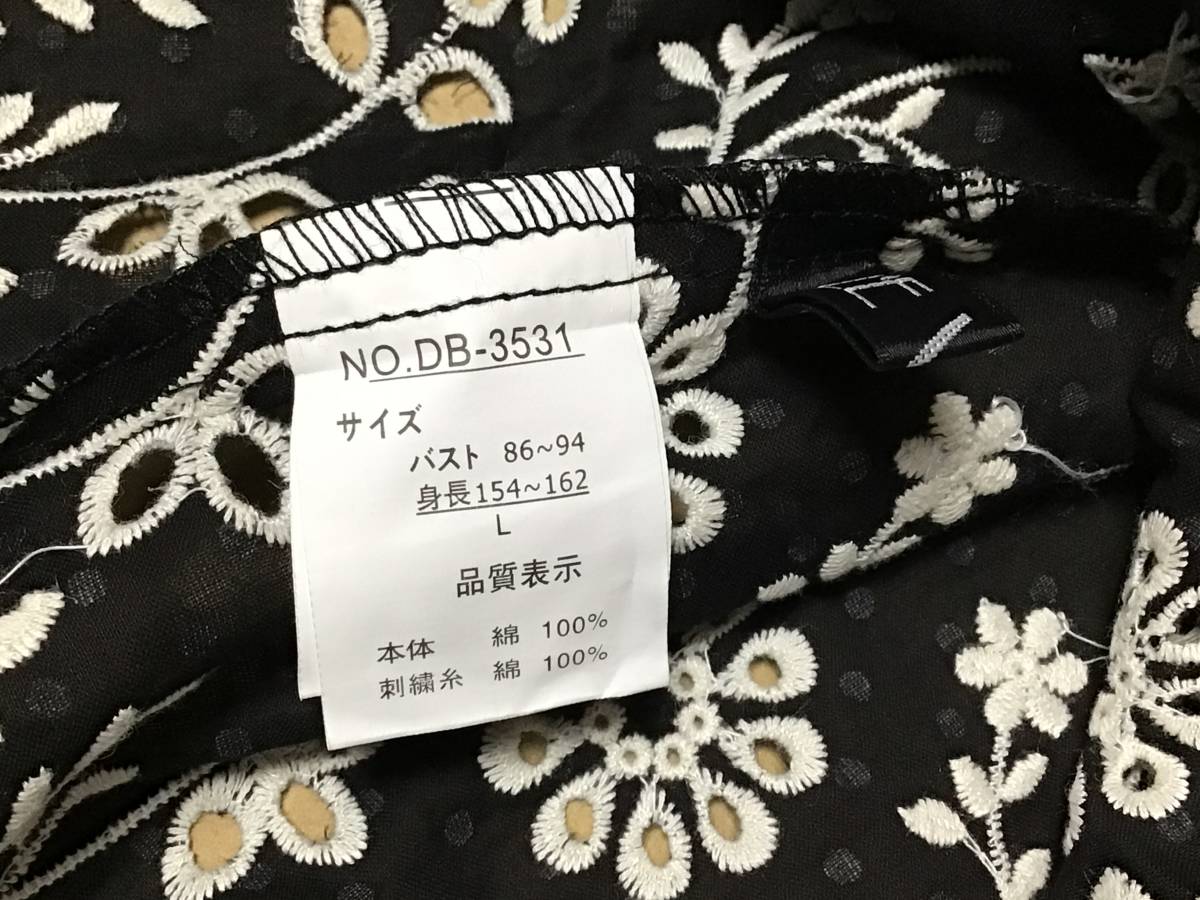 NO.DB-3531
サイズ
バスト 86~94
身長154~162
L
品質表示
本体 綿 100%
刺繍糸 綿 100%